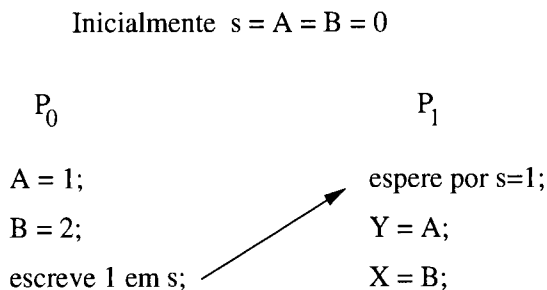 Inicialmente s = A = B = 0
P0
P1
A = 1;
espere por s=1;
B = 2;
Y = A;
escreve 1 em s;
X = B;